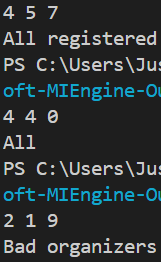 4 5 7
All registered
PS C:\Users\Jus
oft-MIEngine-Ou
4 4 0
All
PS C:\Users\Jus
oft-MIEngine-Ou
2 1 9
Bad organizers